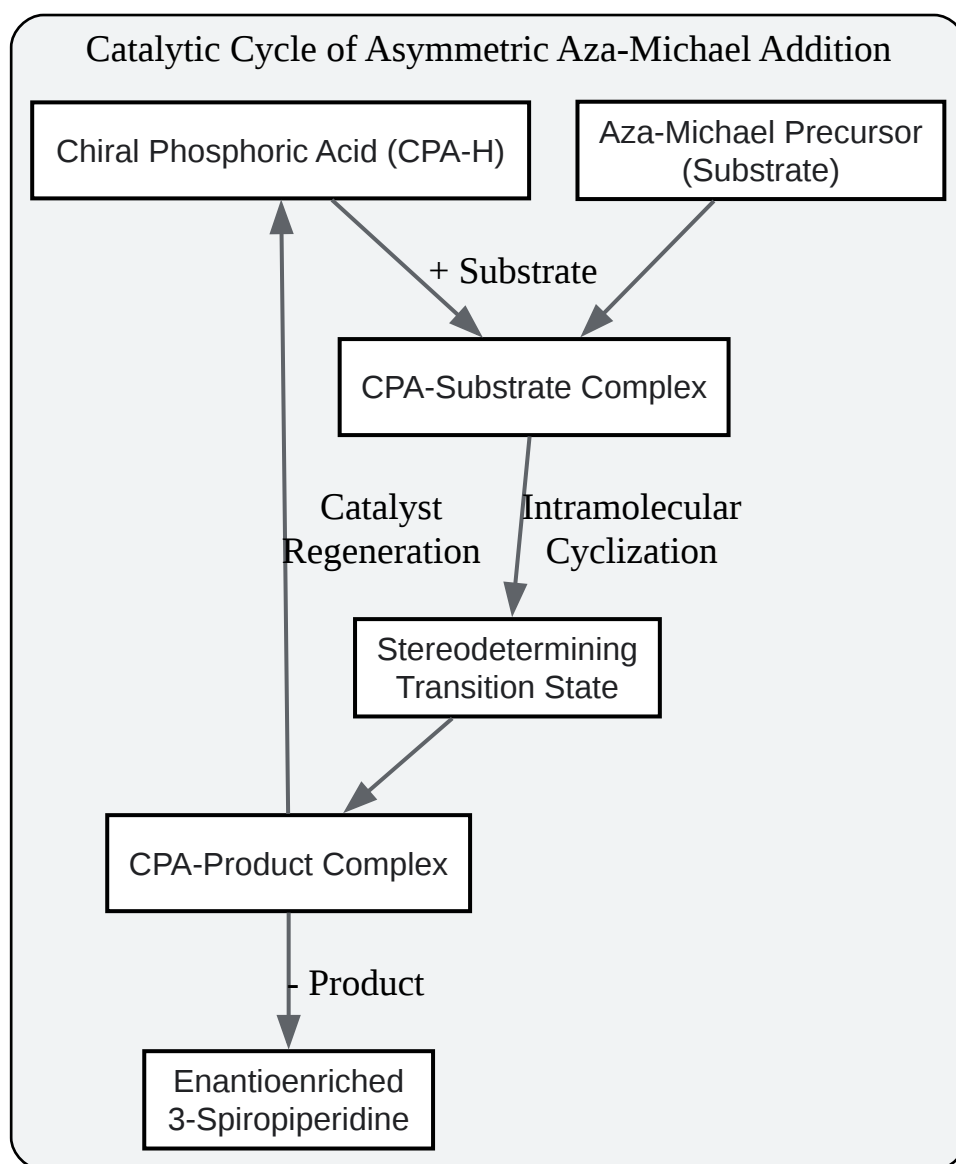 Catalytic Cycle of Asymmetric Aza-Michael Addition
Chiral Phosphoric Acid (CPA-H)
Aza-Michael Precursor
(Substrate)
+ Substrate
CPA-Substrate Complex
Catalyst
Regeneration
Intramolecular
Cyclization
Stereodetermining
Transition State
CPA-Product Complex
- Product
Enantioenriched
3-Spiropiperidine